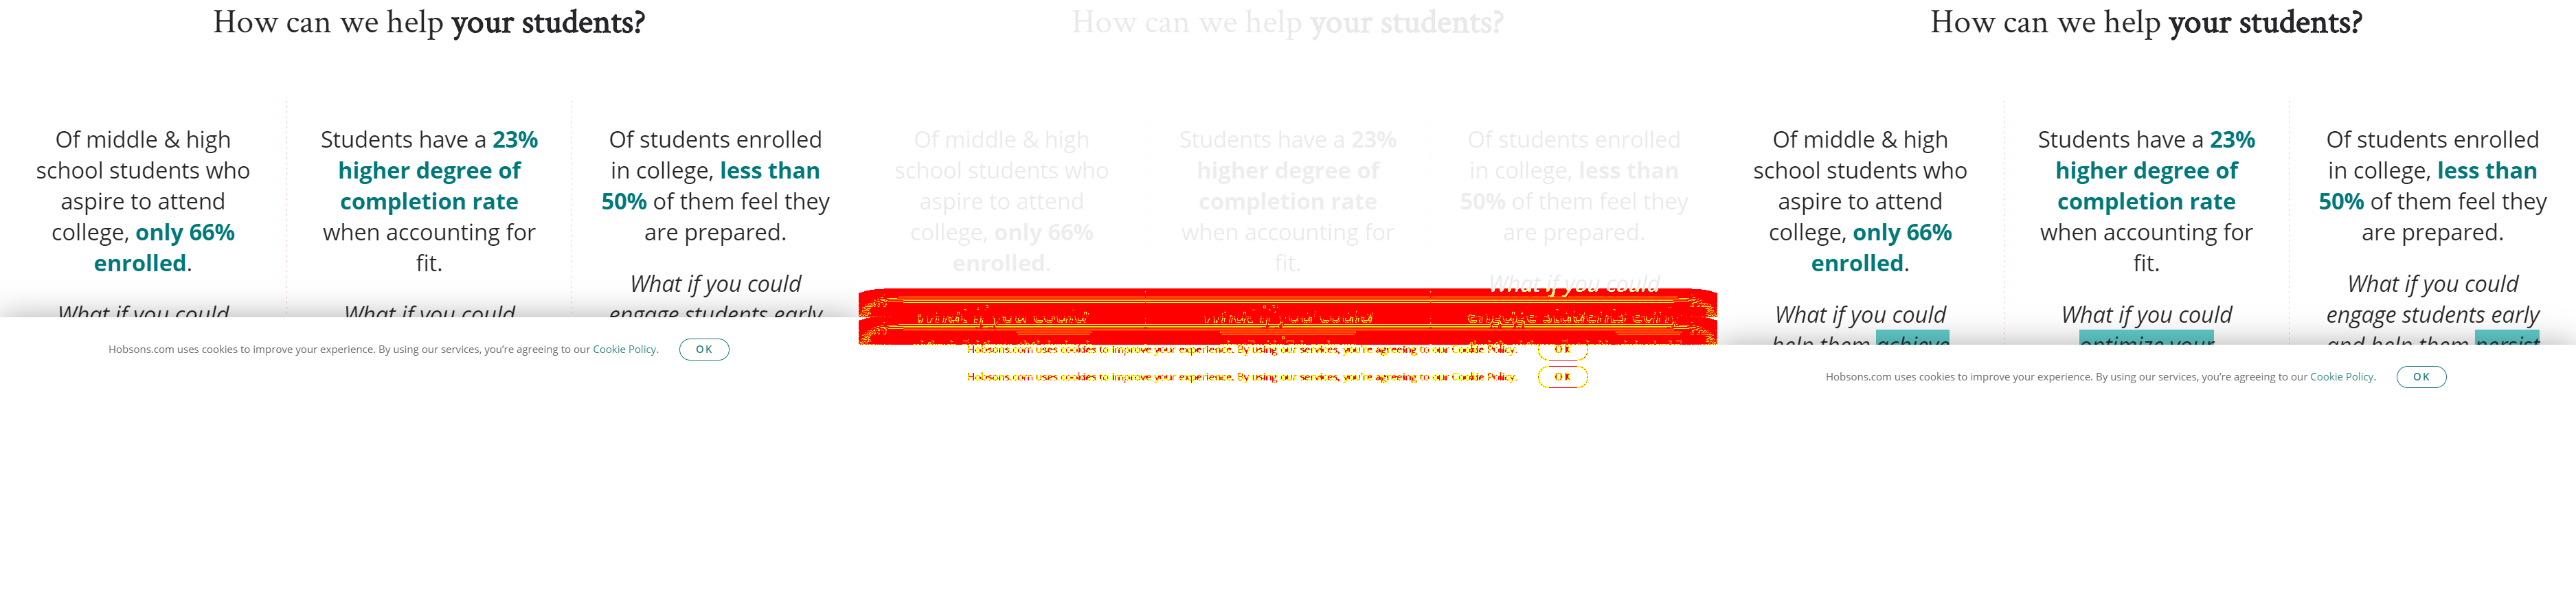 How can we help your students?
Of middle & high
school students who
aspire to attend
college, only 66%
enrolled.
What if you could
Students have a 23%
higher degree of
completion rate
when accounting for
fit.
What if you could
Of students enrolled
in college, less than
50% of them feel they
are prepared.
What if you could
engage students early
Hobsons.com uses cookies to improve your experience. By using our services, you're agreeing to our Cookie Policy. OK
How can we help your students?
Of middle & high
school students who
aspire to attend
college, only 66%
enrolled.
What if you could
Students have a 23%
higher degree of
completion rate
when accounting for
fit.
What if you could
Of students enrolled
in college, less than
50% of them feel they
are prepared.
What if you could
engage students early
Hobsons.com uses cookies to improve your experience. By using our services, you're agreeing to our Cookie Policy. OK
Hobsons.com uses cookies to improve your experience. By using our services, you're agreeing to our Cookie Policy. OK
How can we help your students?
Of middle & high
school students who
aspire to attend
college, only 66%
enrolled.
What if you could
help them achieve
Students have a 23%
higher degree of
completion rate
when accounting for
fit.
What if you could
optimize your
Of students enrolled
in college, less than
50% of them feel they
are prepared.
What if you could
engage students early
and help them persist
Hobsons.com uses cookies to improve your experience. By using our services, you're agreeing to our Cookie Policy. OK